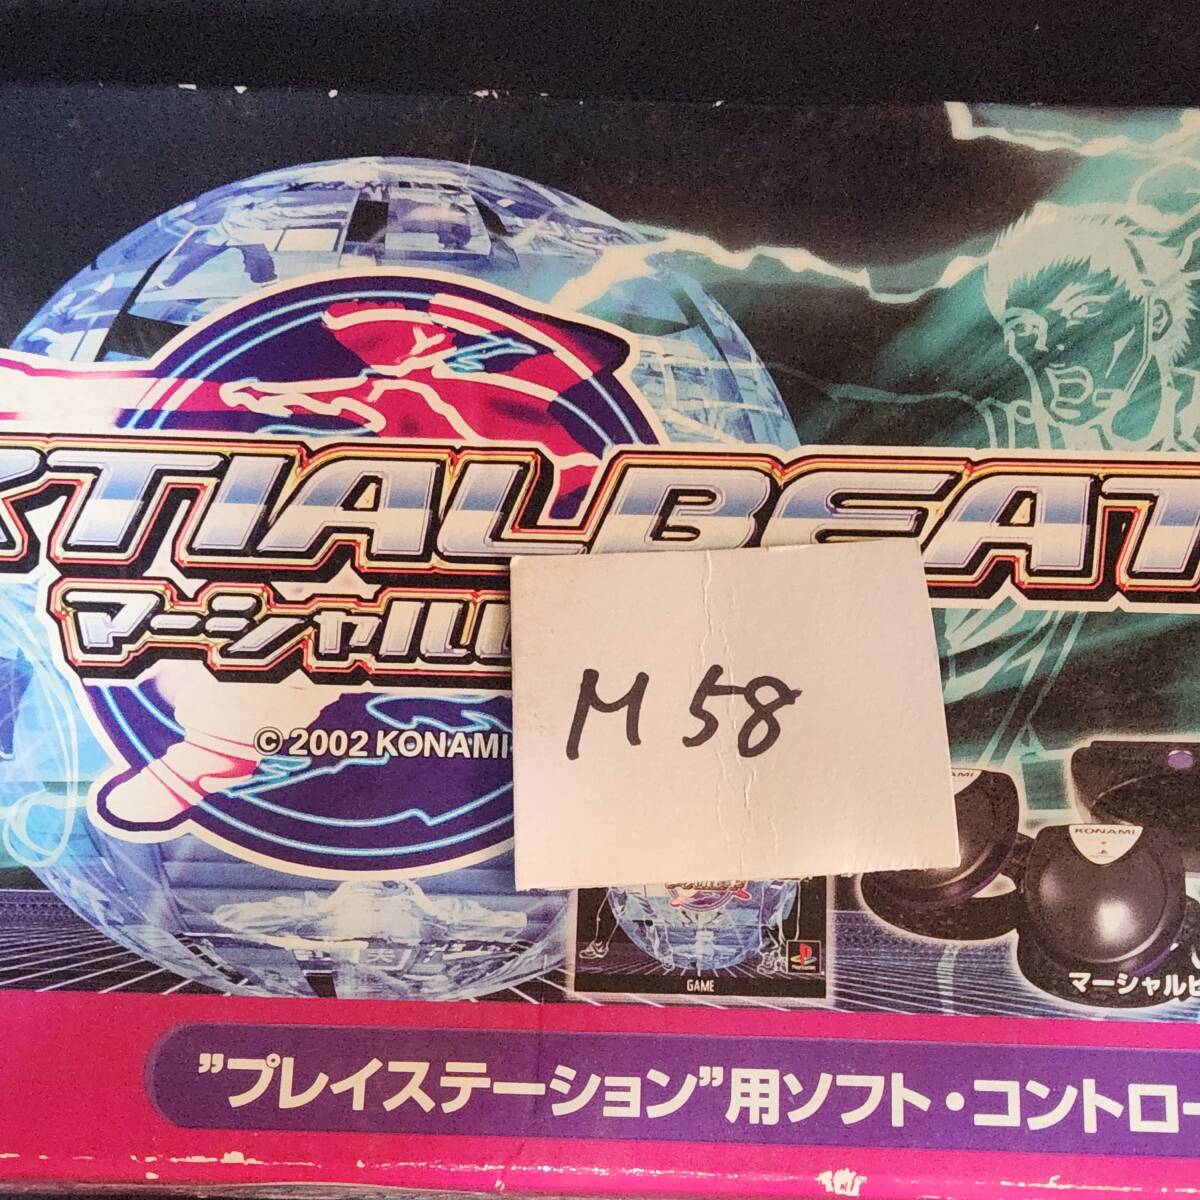 TIALBEAT
マーシャル
© 2002 KONAMI
M 58
KONAMI
GAME
マーシャルビ
"プレイステーション"用ソフト・コントロー